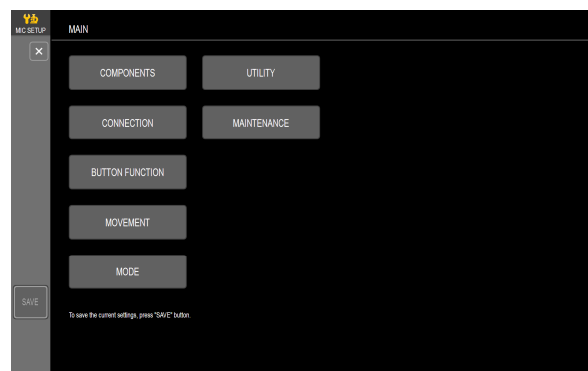 MIC SETUP
MAIN
COMPONENTS
UTILITY
CONNECTION
MAINTENANCE
BUTTON FUNCTION
MOVEMENT
MODE
SAVE
To save the current settings, press "SAVE" button.